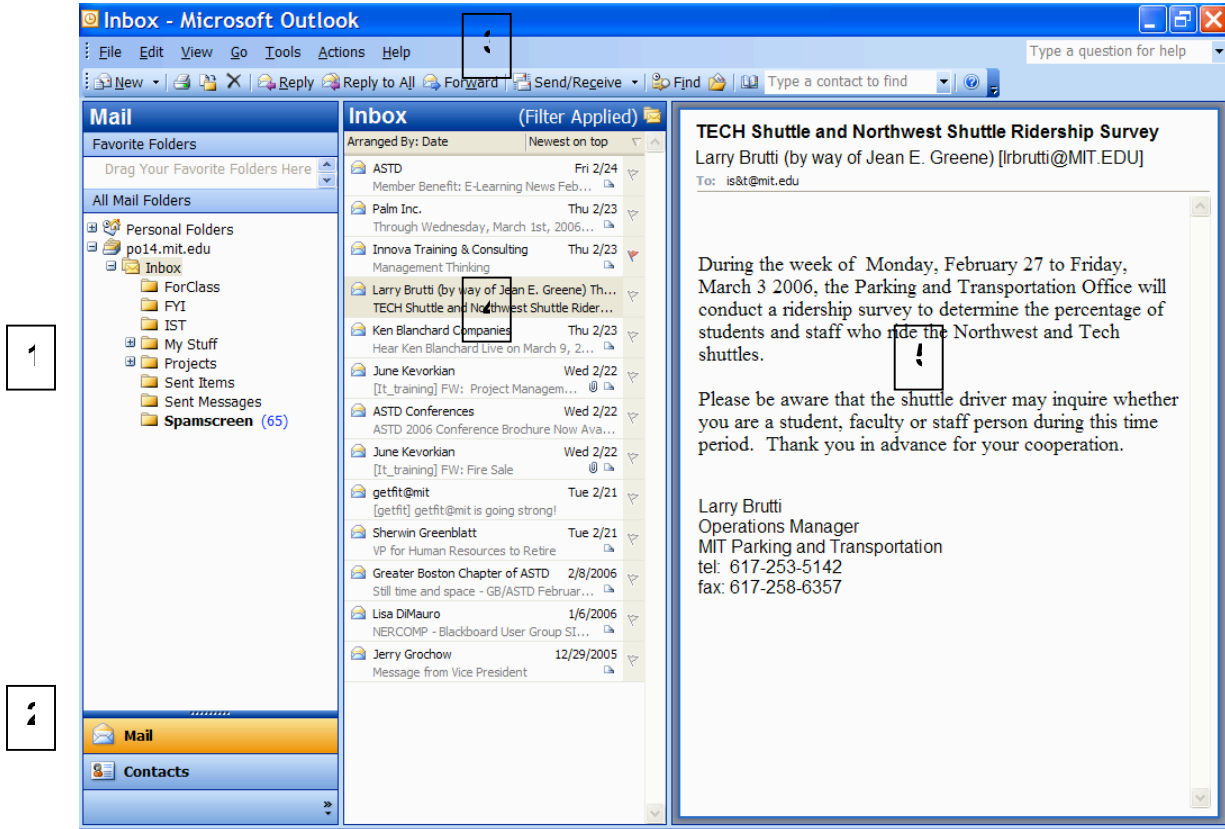 Inbox - Microsoft Outlook
File Edit View Go Tools Actions Help
Type a question for help
New Reply Reply to All Forward Send/Receive Find Type a contact to find
Mail
Favorite Folders
Drag Your Favorite Folders Here
All Mail Folders
Personal Folders
po14.mit.edu
Inbox
ForClass
FYI
IST
My Stuff
Projects
Sent Items
Sent Messages
Spamscreen (65)
1
2
Mail
Contacts
Inbox (Filter Applied)
Arranged By: Date Newest on top
ASTD Fri 2/24
Member Benefit: E-Learning News Feb...
Palm Inc. Thu 2/23
Through Wednesday, March 1st, 2006...
Innova Training & Consulting Thu 2/23
Management Thinking
Larry Brutti (by way of Jean E. Greene) Th...
TECH Shuttle and Northwest Shuttle Rider...
Ken Blanchard Companies Thu 2/23
Hear Ken Blanchard Live on March 9, 2...
June Kevorkian Wed 2/22
[It_training] FW: Project Managem...
ASTD Conferences Wed 2/22
ASTD 2006 Conference Brochure Now Ava...
June Kevorkian Wed 2/22
[It_training] FW: Fire Sale
getfit@mit Tue 2/21
[getfit] getfit@mit is going strong!
Sherwin Greenblatt Tue 2/21
VP for Human Resources to Retire
Greater Boston Chapter of ASTD 2/8/2006
Still time and space - GB/ASTD Februar...
Lisa DiMauro 1/6/2006
NERCOMP - Blackboard User Group SI...
Jerry Grochow 12/29/2005
Message from Vice President
TECH Shuttle and Northwest Shuttle Ridership Survey
Larry Brutti (by way of Jean E. Greene) [lrbrutti@MIT.EDU]
To: is&t@mit.edu
During the week of Monday, February 27 to Friday,
March 3 2006, the Parking and Transportation Office will
conduct a ridership survey to determine the percentage of
students and staff who ride the Northwest and Tech
shuttles.
Please be aware that the shuttle driver may inquire whether
you are a student, faculty or staff person during this time
period. Thank you in advance for your cooperation.
Larry Brutti
Operations Manager
MIT Parking and Transportation
tel: 617-253-5142
fax: 617-258-6357